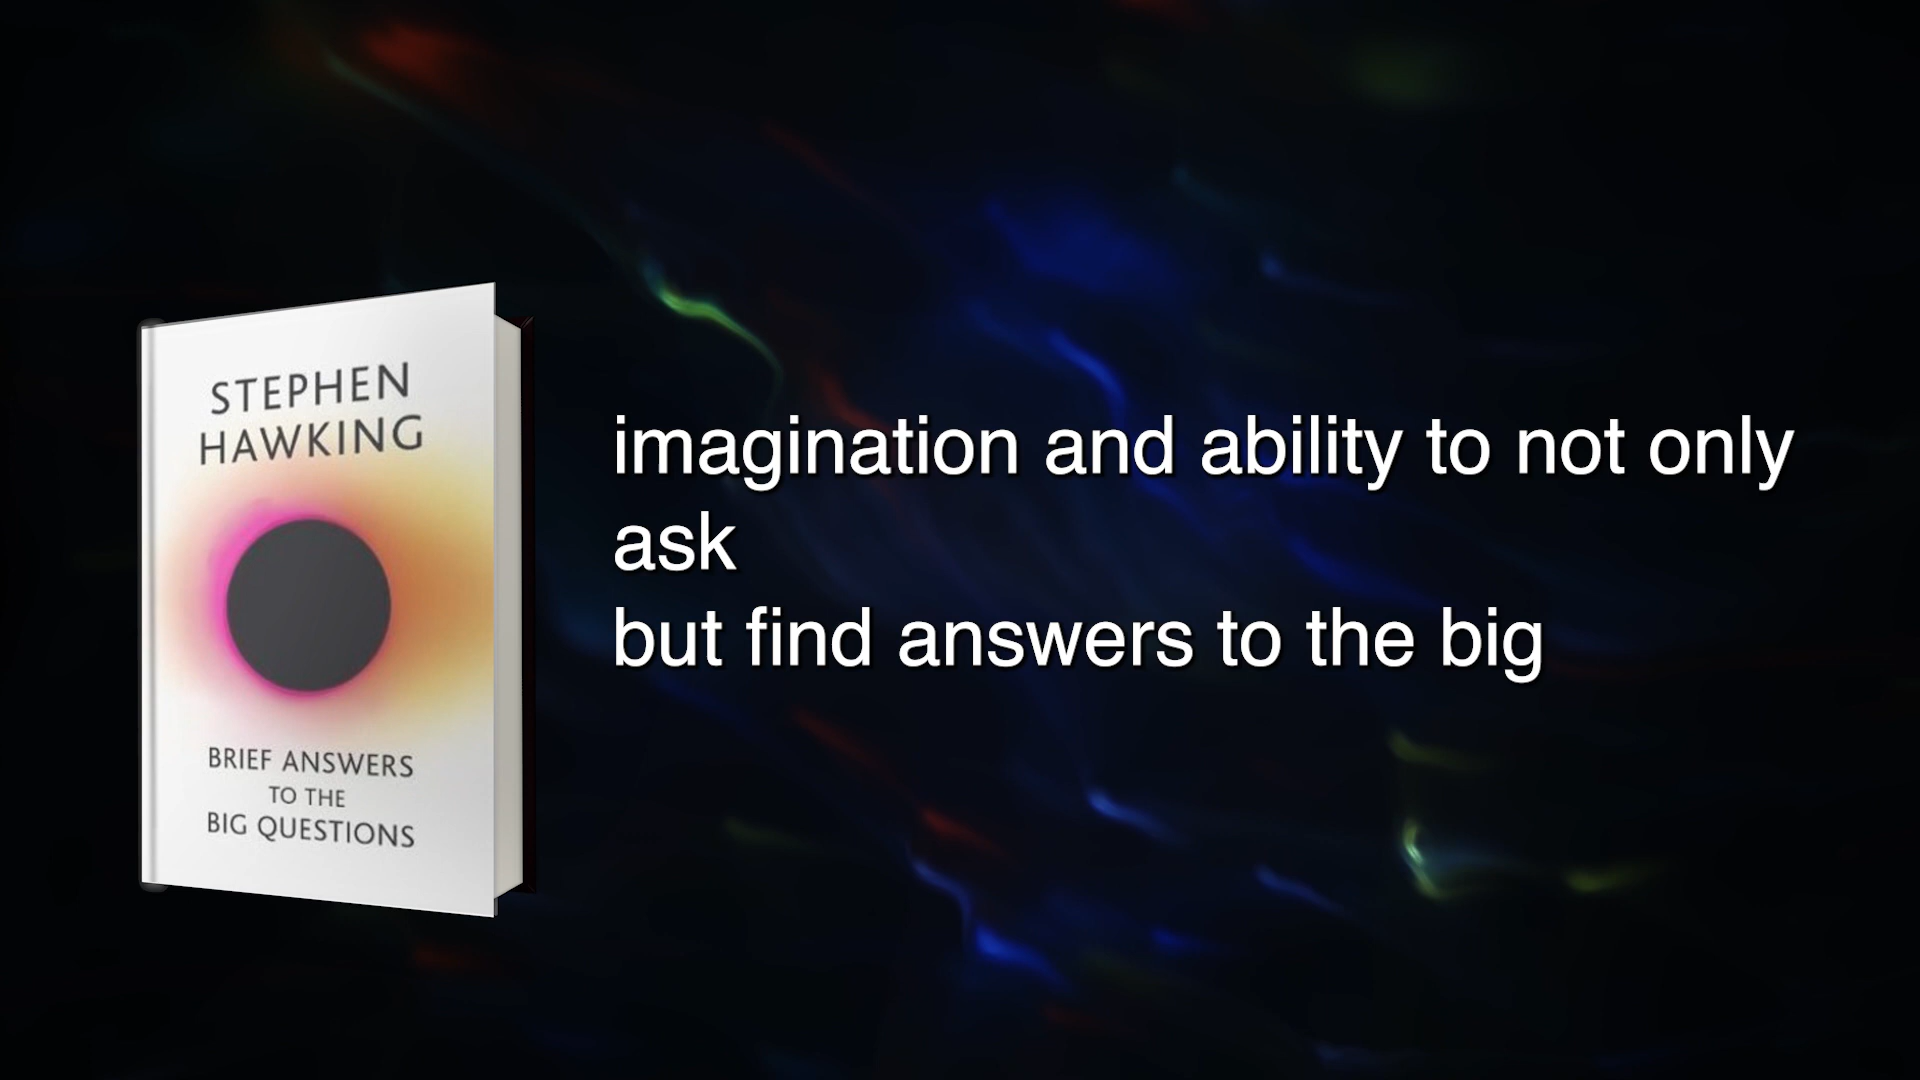 STEPHEN
HAWKING
BRIEF ANSWERS
TO THE
BIG QUESTIONS
imagination and ability to not only
ask
but find answers to the big